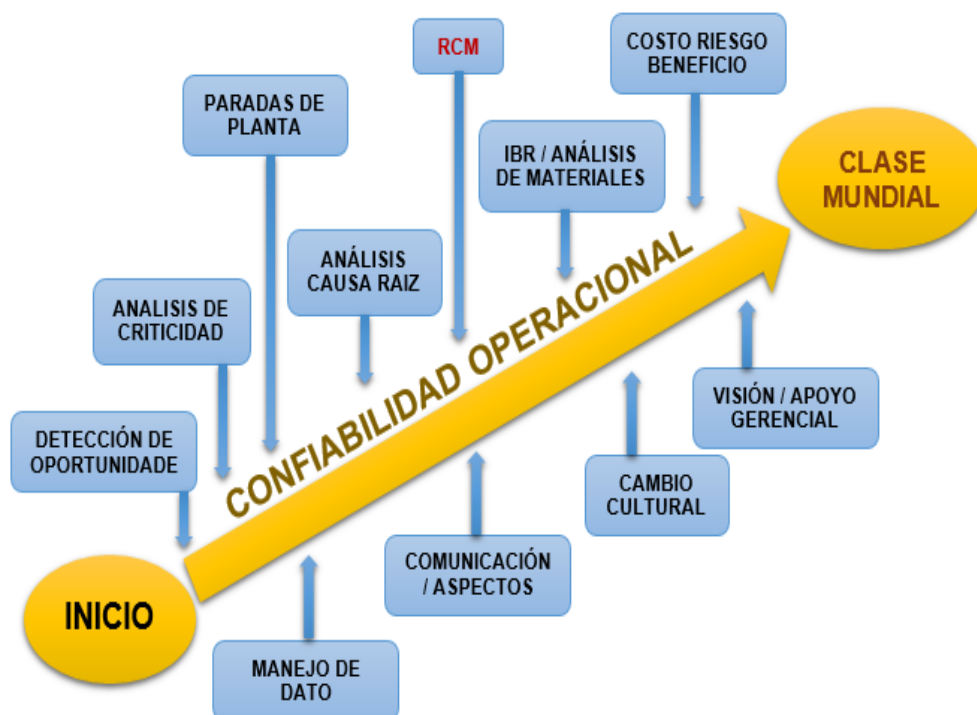 RCM
COSTO RIESGO
BENEFICIO
PARADAS DE
PLANTA
IBR / ANÁLISIS
DE MATERIALES
CLASE
MUNDIAL
ANÁLISIS
CAUSA RAIZ
ANALISIS DE
CRITICIDAD
CONFIABILIDAD OPERACIONAL
DETECCIÓN DE
OPORTUNIDADE
VISIÓN / APOYO
GERENCIAL
CAMBIO
CULTURAL
COMUNICACIÓN
/ ASPECTOS
INICIO
MANEJO DE
DATO